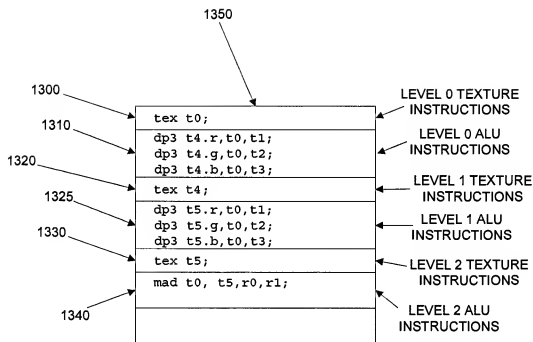 1350
1300
tex t0;
LEVEL 0 TEXTURE
INSTRUCTIONS
1310
dp3 t4.r,t0,t1;
dp3 t4.g,t0,t2;
dp3 t4.b,t0,t3;
LEVEL 0 ALU
INSTRUCTIONS
1320
tex t4;
LEVEL 1 TEXTURE
INSTRUCTIONS
1325
dp3 t5.r,t0,t1;
dp3 t5.g,t0,t2;
dp3 t5.b,t0,t3;
LEVEL 1 ALU
INSTRUCTIONS
1330
tex t5;
LEVEL 2 TEXTURE
INSTRUCTIONS
1340
mad t0, t5,r0,r1;
LEVEL 2 ALU
INSTRUCTIONS